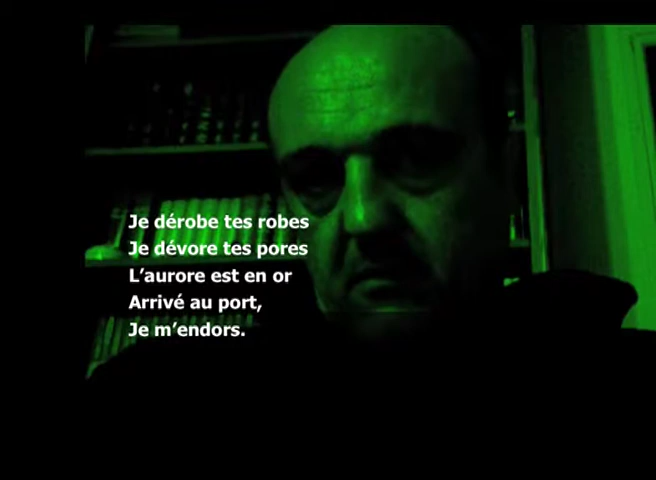 Je dérobe tes robes
Je dévore tes pores
L'aurore est en or
Arrivé au port,
Je m'endors.